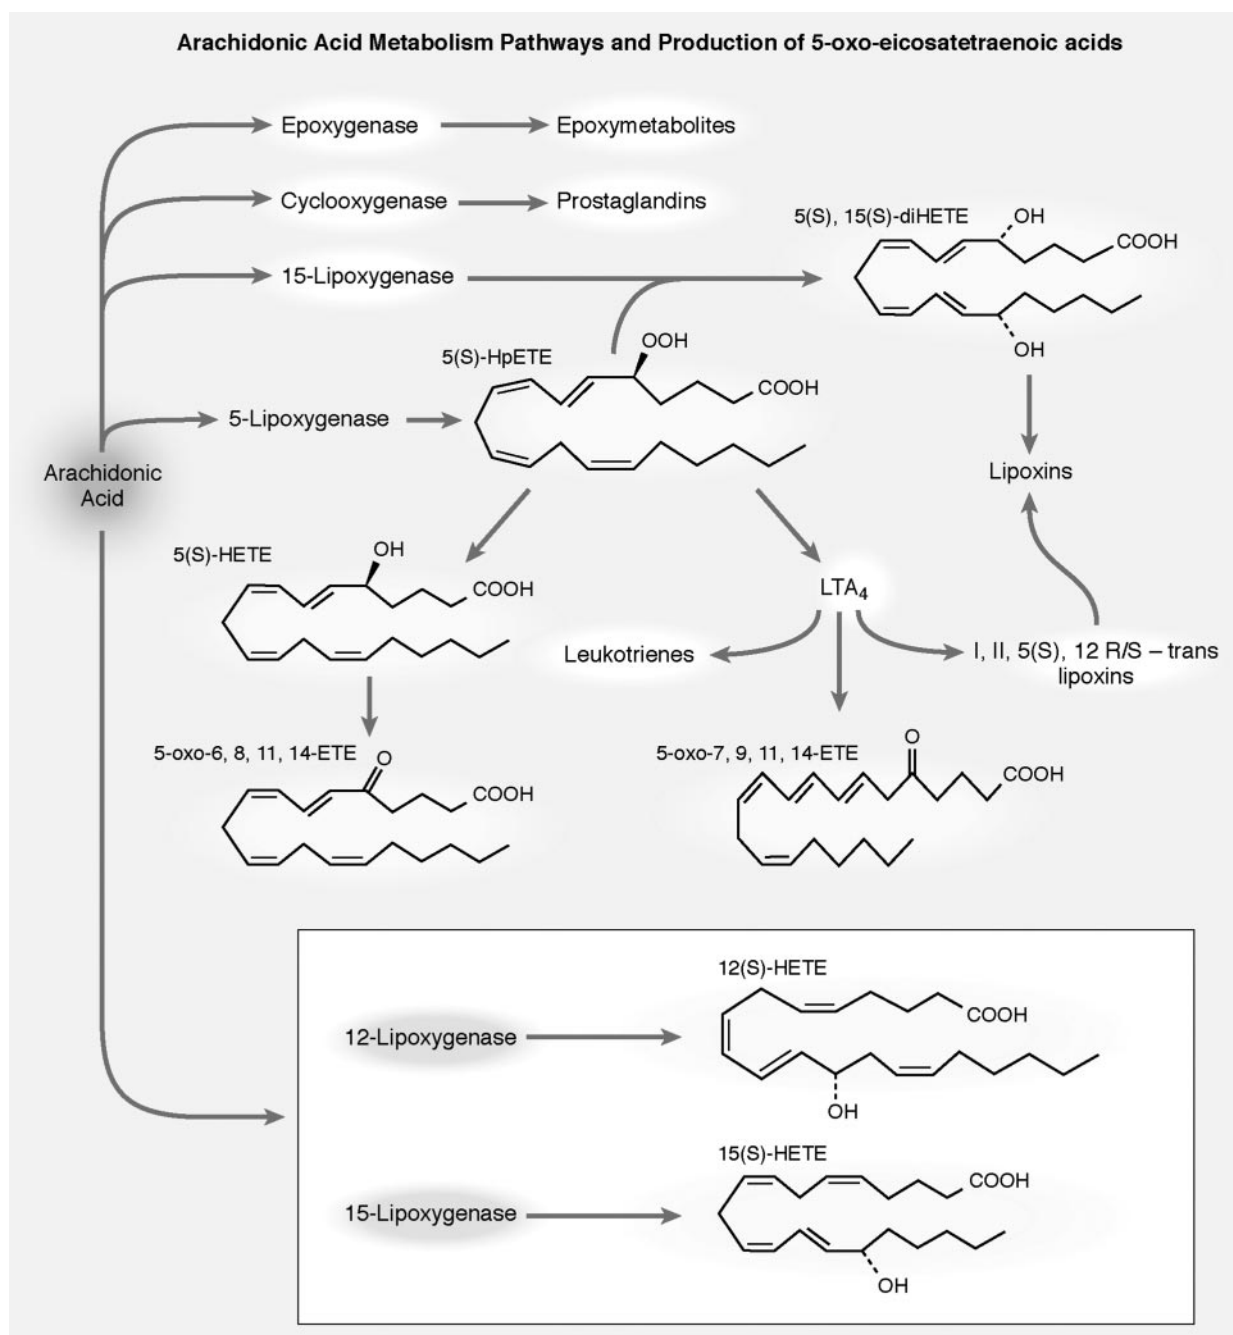 Arachidonic Acid Metabolism Pathways and Production of 5-oxo-eicosatetraenoic acids
Epoxygenase
Epoxymetabolites
Cyclooxygenase
Prostaglandins
5(S), 15(S)-diHETE
OH
COOH
15-Lipoxygenase
OH
5(S)-HpETE
OOH
COOH
5-Lipoxygenase
Arachidonic
Acid
Lipoxins
5(S)-HETE
OH
COOH
LTA4
Leukotrienes
I, II, 5(S), 12 R/S – trans
lipoxins
5-oxo-6, 8, 11, 14-ETE
O
COOH
5-oxo-7, 9, 11, 14-ETE
O
COOH
12(S)-HETE
COOH
12-Lipoxygenase
OH
15(S)-HETE
COOH
15-Lipoxygenase
OH